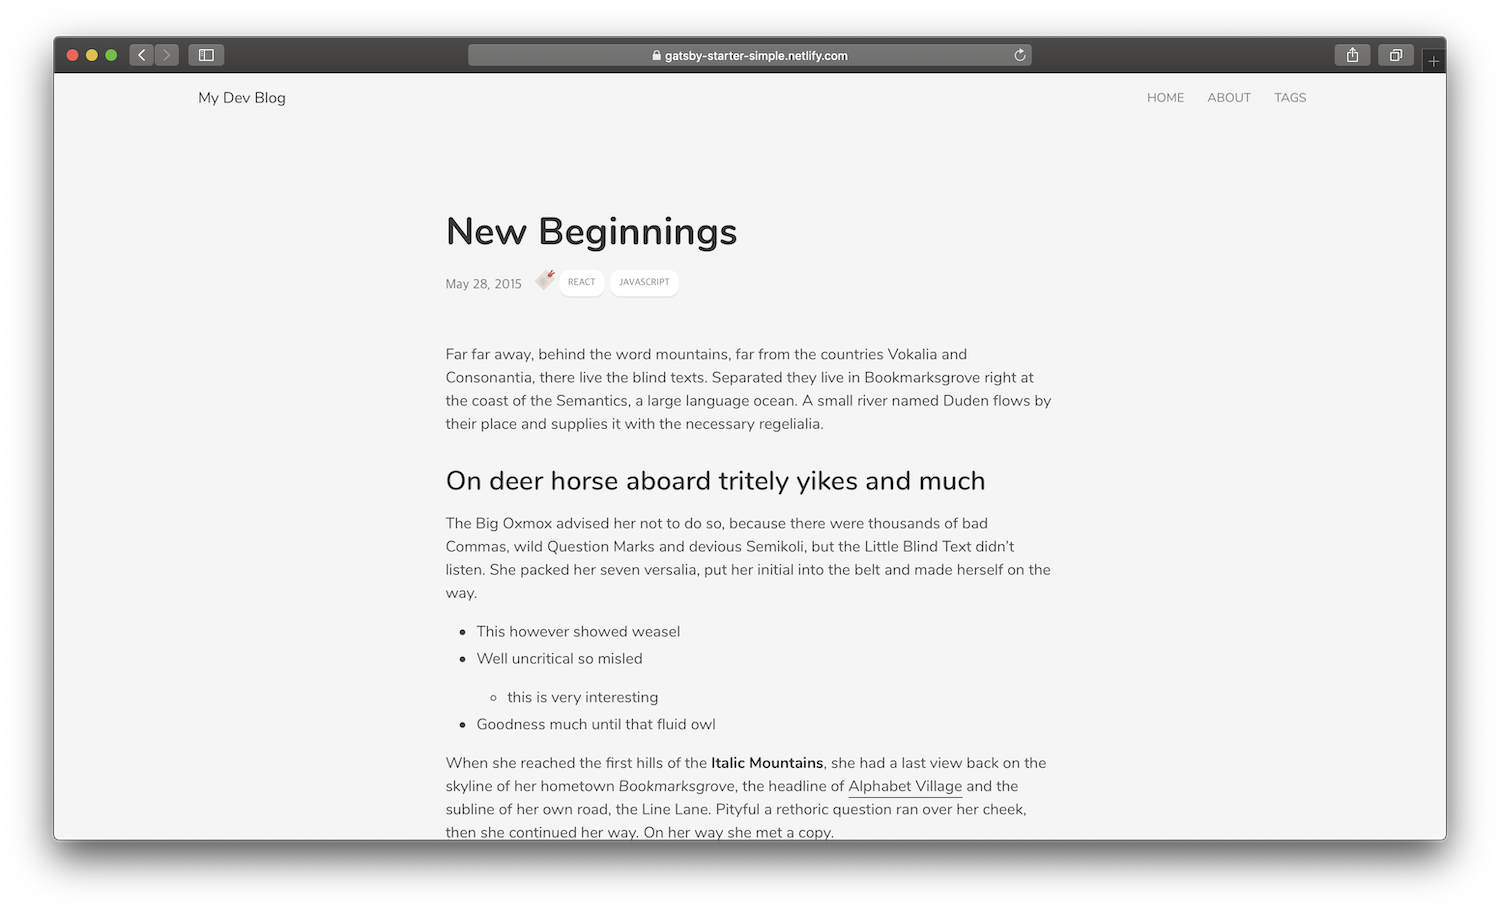 gatsby-starter-simple.netlify.com
My Dev Blog
HOME ABOUT TAGS
New Beginnings
May 28, 2015 REACT JAVASCRIPT
Far far away, behind the word mountains, far from the countries Vokalia and
Consonantia, there live the blind texts. Separated they live in Bookmarksgrove right at
the coast of the Semantics, a large language ocean. A small river named Duden flows by
their place and supplies it with the necessary regelialia.
On deer horse aboard tritely yikes and much
The Big Oxmox advised her not to do so, because there were thousands of bad
Commas, wild Question Marks and devious Semikoli, but the Little Blind Text didn’t
listen. She packed her seven versalia, put her initial into the belt and made herself on the
way.
This however showed weasel
Well uncritical so misled
this is very interesting
Goodness much until that fluid owl
When she reached the first hills of the Italic Mountains, she had a last view back on the
skyline of her hometown Bookmarksgrove, the headline of Alphabet Village and the
subline of her own road, the Line Lane. Pityful a rethoric question ran over her cheek,
then she continued her way. On her way she met a copy.